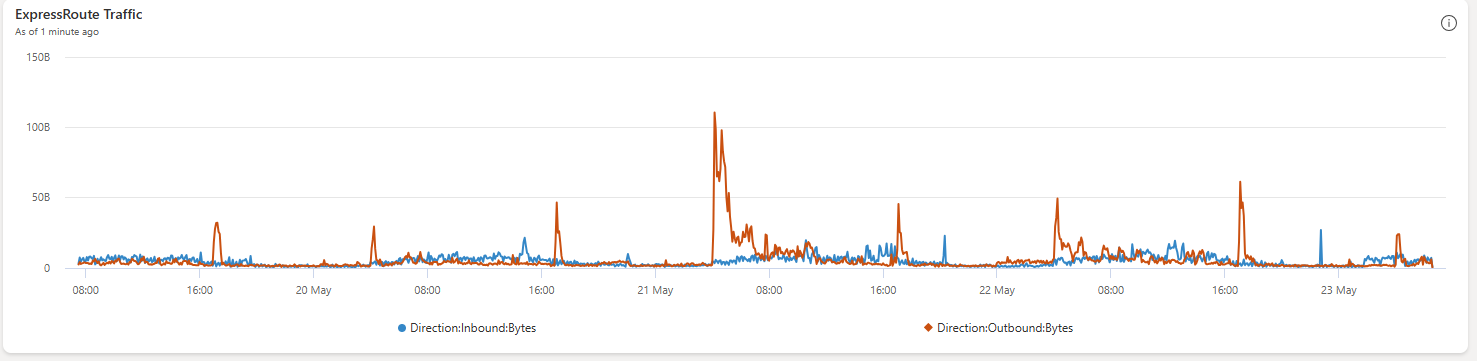 ExpressRoute Traffic
As of 1 minute ago
150B
100B
50B
0
08:00 16:00 20 May 08:00 16:00 21 May 08:00 16:00 22 May 08:00 16:00 23 May
Direction:Inbound:Bytes Direction:Outbound:Bytes